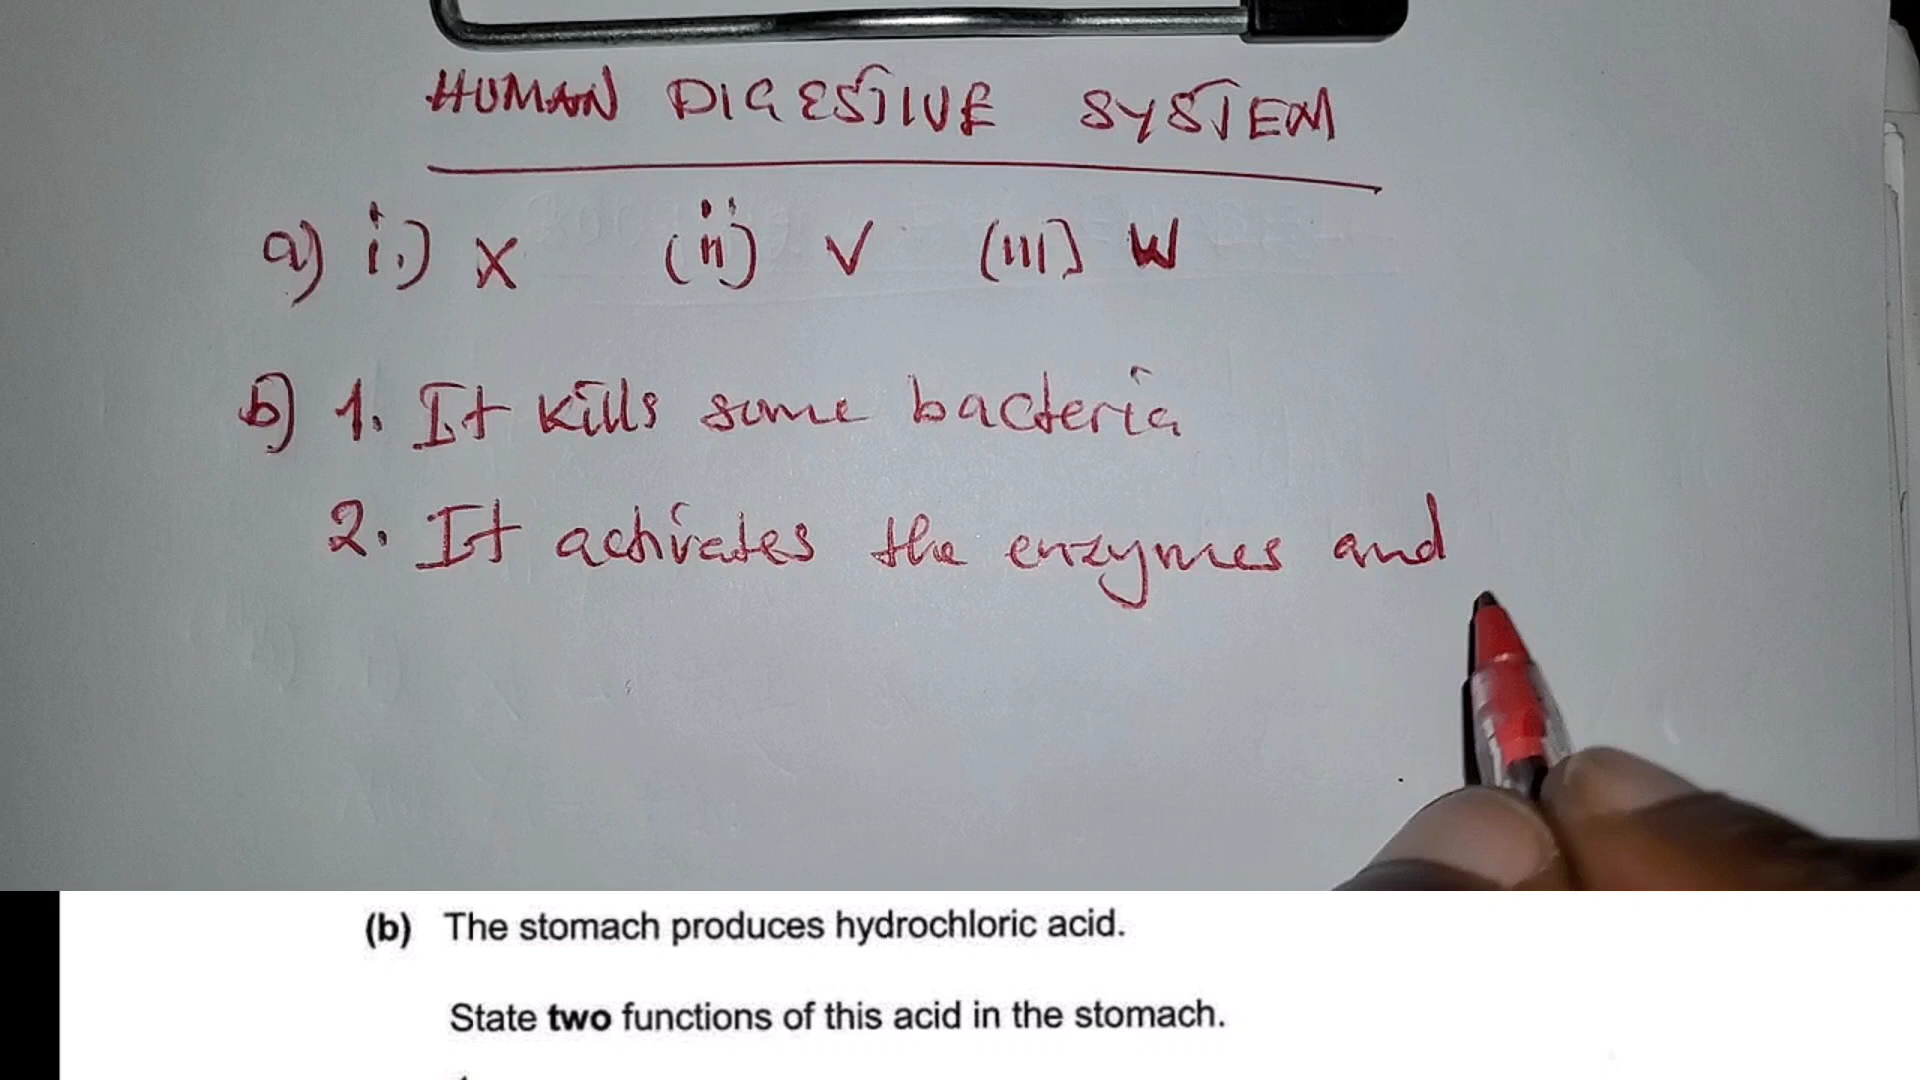 HUMAN DIGESTIVE SYSTEM
a) i.) X (ii) V (iii) W
b) 1. It kills some bacteria
2. It activates the enzymes and
(b) The stomach produces hydrochloric acid.
State two functions of this acid in the stomach.